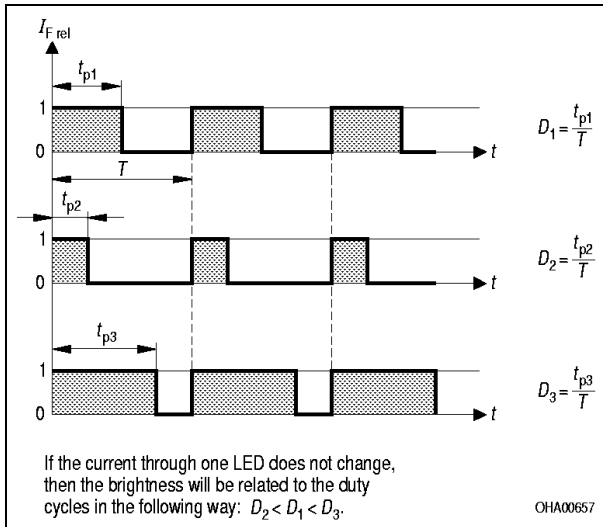 I_F rel
t_p1
1
0
t
D_1 = t_p1/T
T
t_p2
1
0
t
D_2 = t_p2/T
t_p3
1
0
t
D_3 = t_p3/T
If the current through one LED does not change,
then the brightness will be related to the duty
cycles in the following way: D_2 < D_1 < D_3.
OHA00657